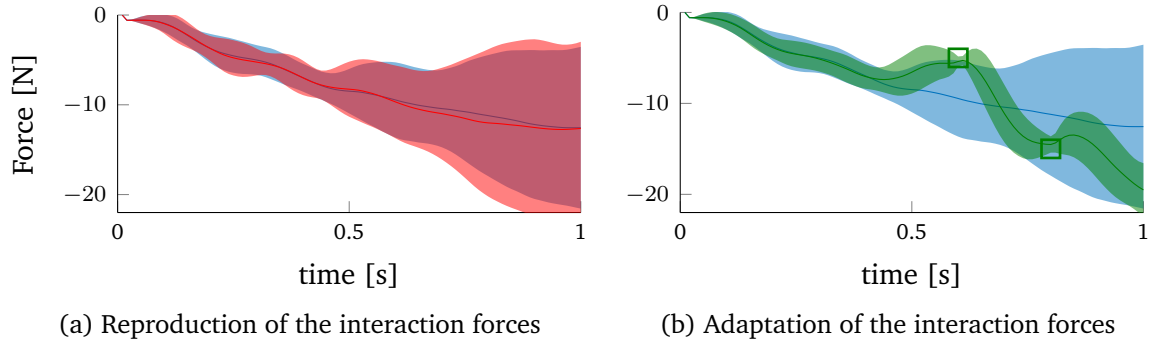 Force [N]
0
−10
−20
0
0.5
1
time [s]
(a) Reproduction of the interaction forces
0
−10
−20
0
0.5
1
time [s]
(b) Adaptation of the interaction forces